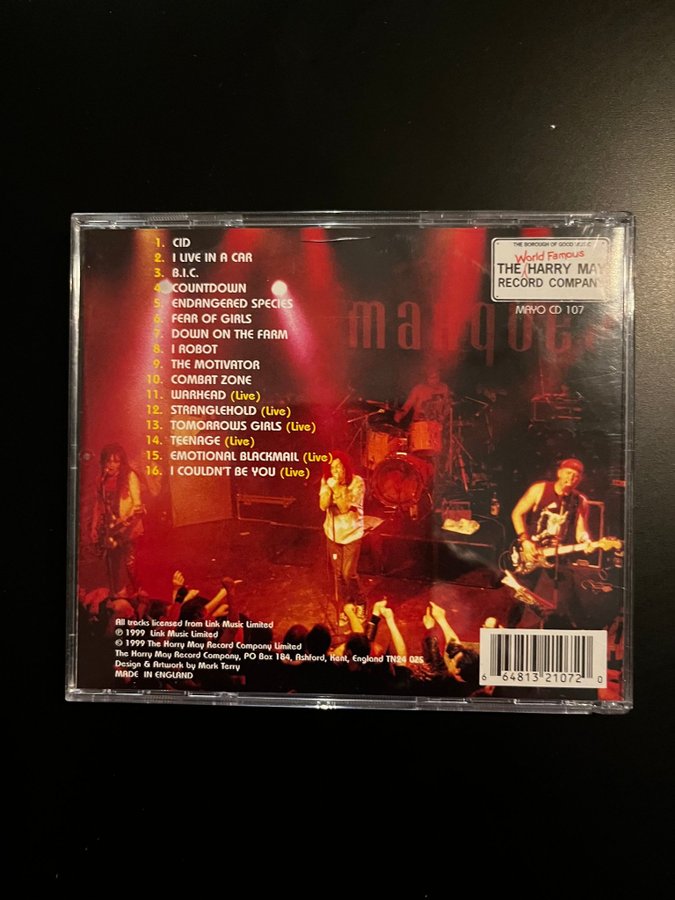 1. CID
2. I LIVE IN A CAR
3. B.I.C.
4. COUNTDOWN
5. ENDANGERED SPECIES
6. FEAR OF GIRLS
7. DOWN ON THE FARM
8. I ROBOT
9. THE MOTIVATOR
10. COMBAT ZONE
11. WARHEAD (Live)
12. STRANGLEHOLD (Live)
13. TOMORROWS GIRLS (Live)
14. TEENAGE (Live)
15. EMOTIONAL BLACKMAIL (Live)
16. I COULDN'T BE YOU (Live)
THE BOROUGH OF GOOD MUSIC
World Famous
THE HARRY MAY
RECORD COMPANY
MAYO CD 107
marquee
All tracks licensed from Link Music Limited
℗ 1999 Link Music Limited
© 1999 The Harry May Record Company Limited
The Harry May Record Company, PO Box 184, Ashford, Kent, England TN24 0ZS
Design & Artwork by Mark Terry
MADE IN ENGLAND
6 64813 21072 0